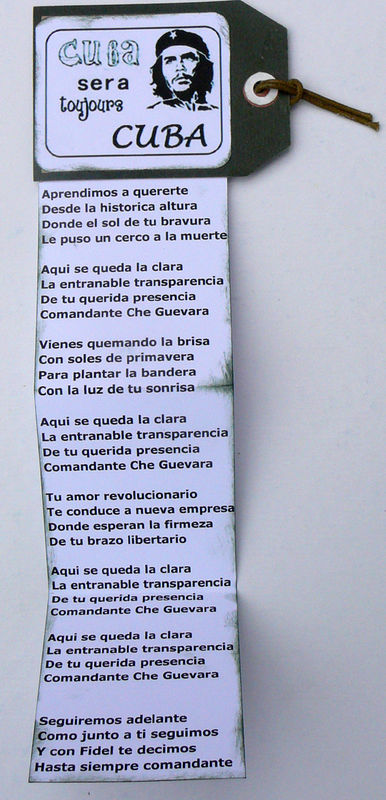 Cuba
sera
toujours
CUBA
Aprendimos a quererte
Desde la historica altura
Donde el sol de tu bravura
Le puso un cerco a la muerte
Aqui se queda la clara
La entranable transparencia
De tu querida presencia
Comandante Che Guevara
Vienes quemando la brisa
Con soles de primavera
Para plantar la bandera
Con la luz de tu sonrisa
Aqui se queda la clara
La entranable transparencia
De tu querida presencia
Comandante Che Guevara
Tu amor revolucionario
Te conduce a nueva empresa
Donde esperan la firmeza
De tu brazo libertario
Aqui se queda la clara
La entranable transparencia
De tu querida presencia
Comandante Che Guevara
Aqui se queda la clara
La entranable transparencia
De tu querida presencia
Comandante Che Guevara
Seguiremos adelante
Como junto a ti seguimos
Y con Fidel te decimos
Hasta siempre comandante